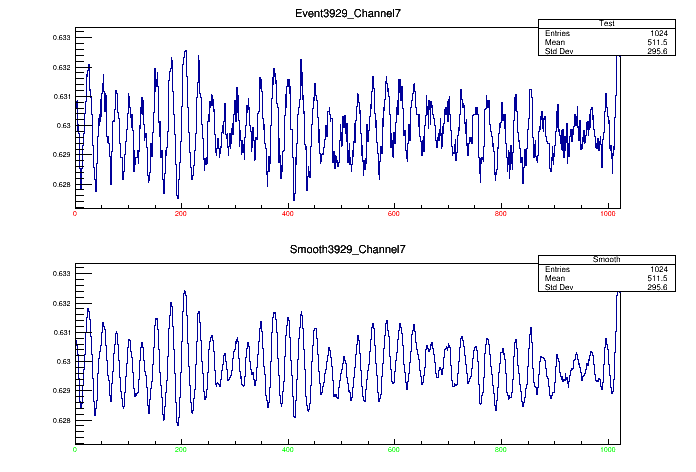 Event3929_Channel7
Test
Entries 1024
Mean 511.5
Std Dev 295.6
0.633
0.632
0.631
0.63
0.629
0.628
0 200 400 600 800 1000
Smooth3929_Channel7
Smooth
Entries 1024
Mean 511.5
Std Dev 295.6
0.633
0.632
0.631
0.63
0.629
0.628
0 200 400 600 800 1000